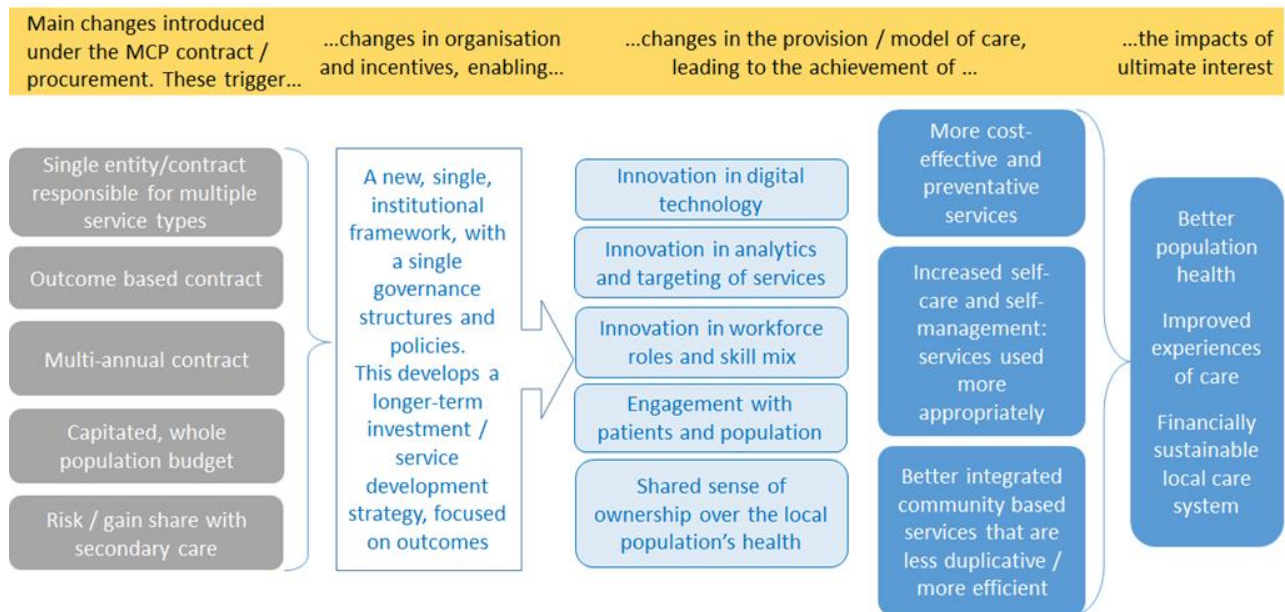 Main changes introduced
under the MCP contract /
procurement. These trigger...
...changes in organisation
and incentives, enabling...
...changes in the provision / model of care,
leading to the achievement of ...
...the impacts of
ultimate interest
Single entity/contract
responsible for multiple
service types
Outcome based contract
Multi-annual contract
Capitated, whole
population budget
Risk / gain share with
secondary care
A new, single,
institutional
framework, with
a single
governance
structures and
policies.
This develops a
longer-term
investment /
service
development
strategy, focused
on outcomes
Innovation in digital
technology
Innovation in analytics
and targeting of services
Innovation in workforce
roles and skill mix
Engagement with
patients and population
Shared sense of
ownership over the local
population's health
More cost-
effective and
preventative
services
Increased self-
care and self-
management:
services used
more
appropriately
Better integrated
community based
services that are
less duplicative /
more efficient
Better
population
health
Improved
experiences
of care
Financially
sustainable
local care
system